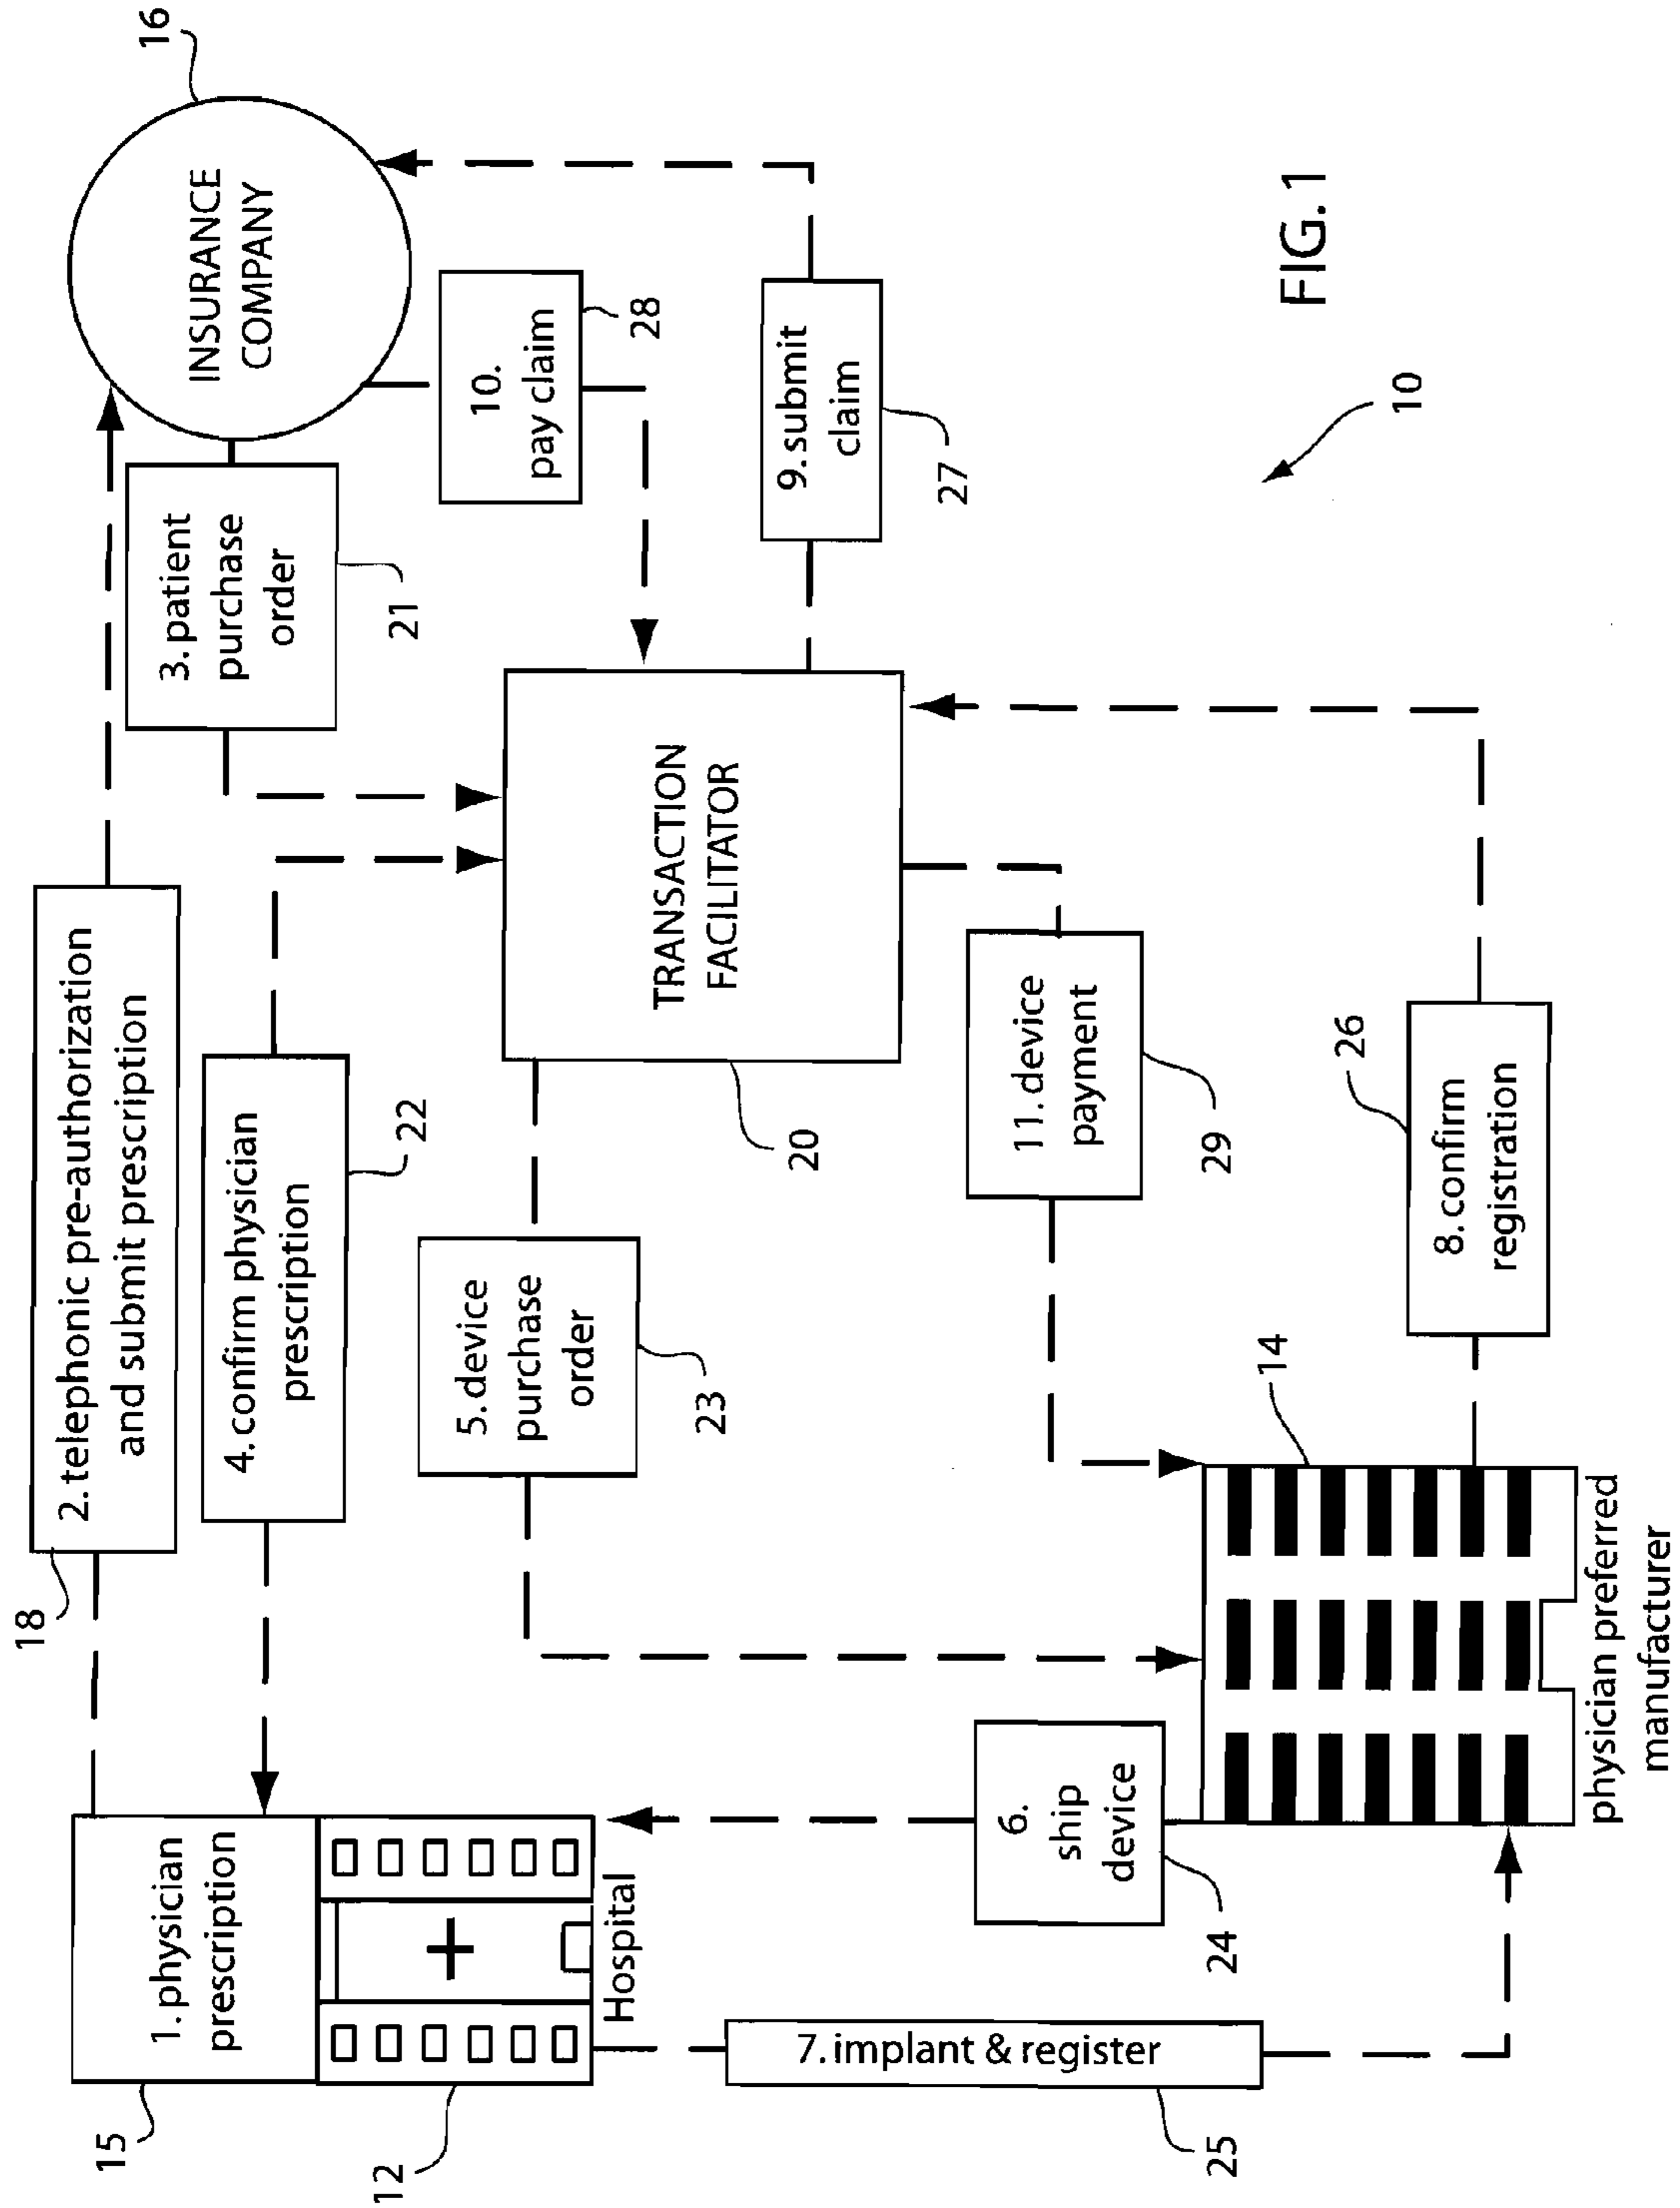 2. telephonic pre-authorization
and submit prescription
18
1. physician
prescription
15
4. confirm physician
prescription
22
3. patient
purchase
order
21
INSURANCE
COMPANY
16
10.
pay claim
28
5. device
purchase
order
23
TRANSACTION
FACILITATOR
20
9. submit
claim
27
Hospital
12
6.
ship
device
24
11. device
payment
29
7. implant & register
25
14
physician preferred
manufacturer
8. confirm
registration
26
10
FIG. 1